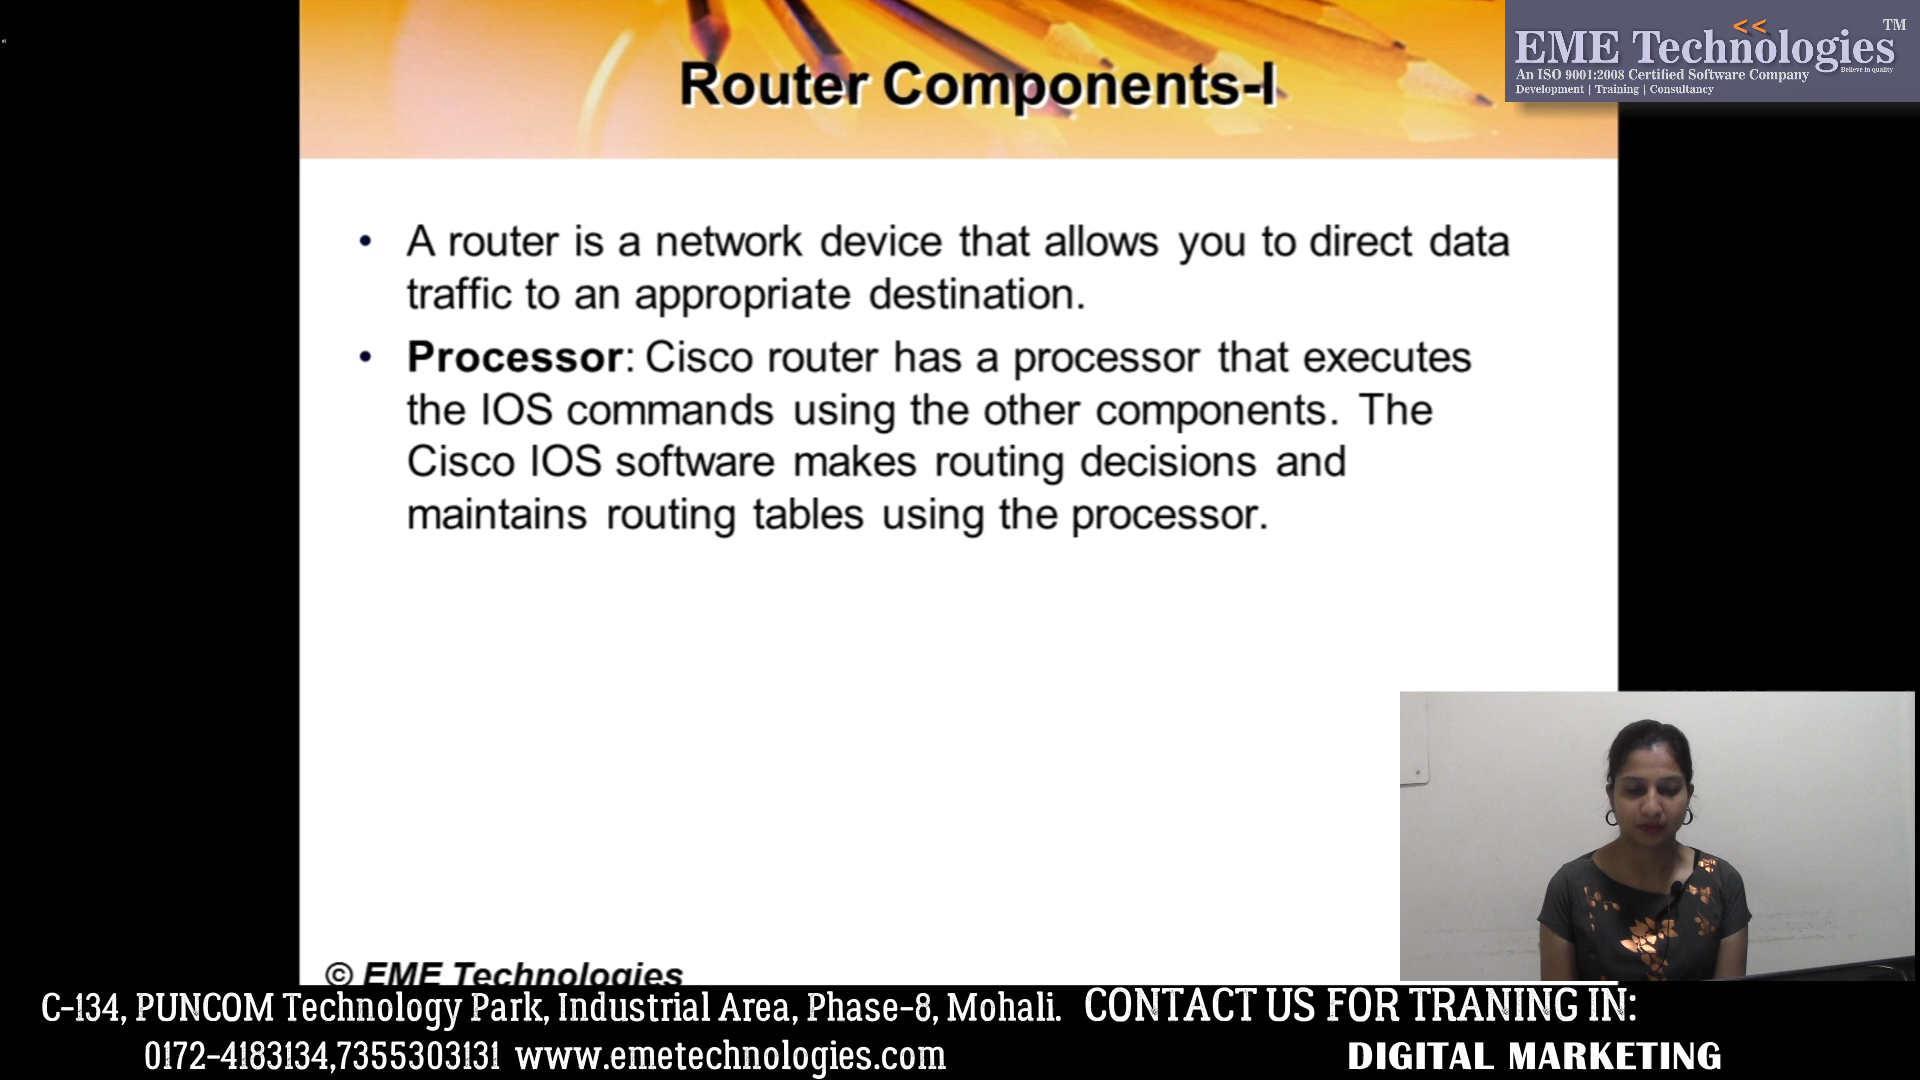 Router Components-I
EME Technologies
TM
An ISO 9001:2008 Certified Software Company
Believe in quality
Development | Training | Consultancy
• A router is a network device that allows you to direct data
traffic to an appropriate destination.
• Processor: Cisco router has a processor that executes
the IOS commands using the other components. The
Cisco IOS software makes routing decisions and
maintains routing tables using the processor.
© EME Technologies
C-134, PUNCOM Technology Park, Industrial Area, Phase-8, Mohali.
0172-4183134,7355303131 www.emetechnologies.com
CONTACT US FOR TRANING IN:
DIGITAL MARKETING